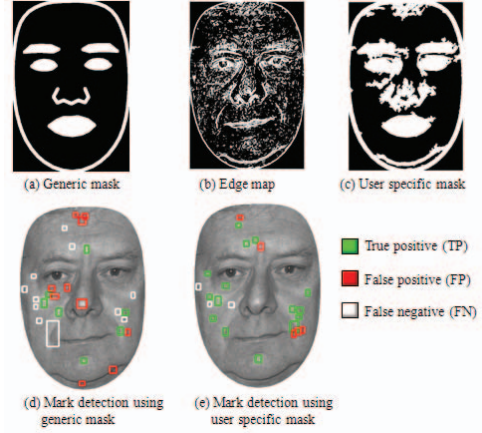 (a) Generic mask
(b) Edge map
(c) User specific mask
True positive (TP)
False positive (FP)
False negative (FN)
(d) Mark detection using
generic mask
(e) Mark detection using
user specific mask